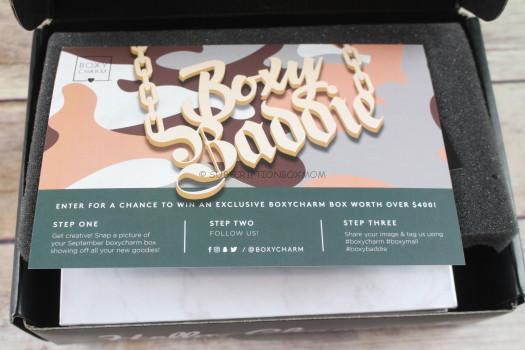 BOXY
CHARM
Boxy
Baddie
© SUBSCRIPTIONBOXMOM
ENTER FOR A CHANCE TO WIN AN EXCLUSIVE BOXYCHARM BOX WORTH OVER $400!
STEP ONE
Get creative! Snap a picture of
your September boxycharm box
showing off all your new goodies!
STEP TWO
FOLLOW US!
/ @BOXYCHARM
STEP THREE
Share your image & tag us using
#boxycharm #boxymail
#boxybaddie